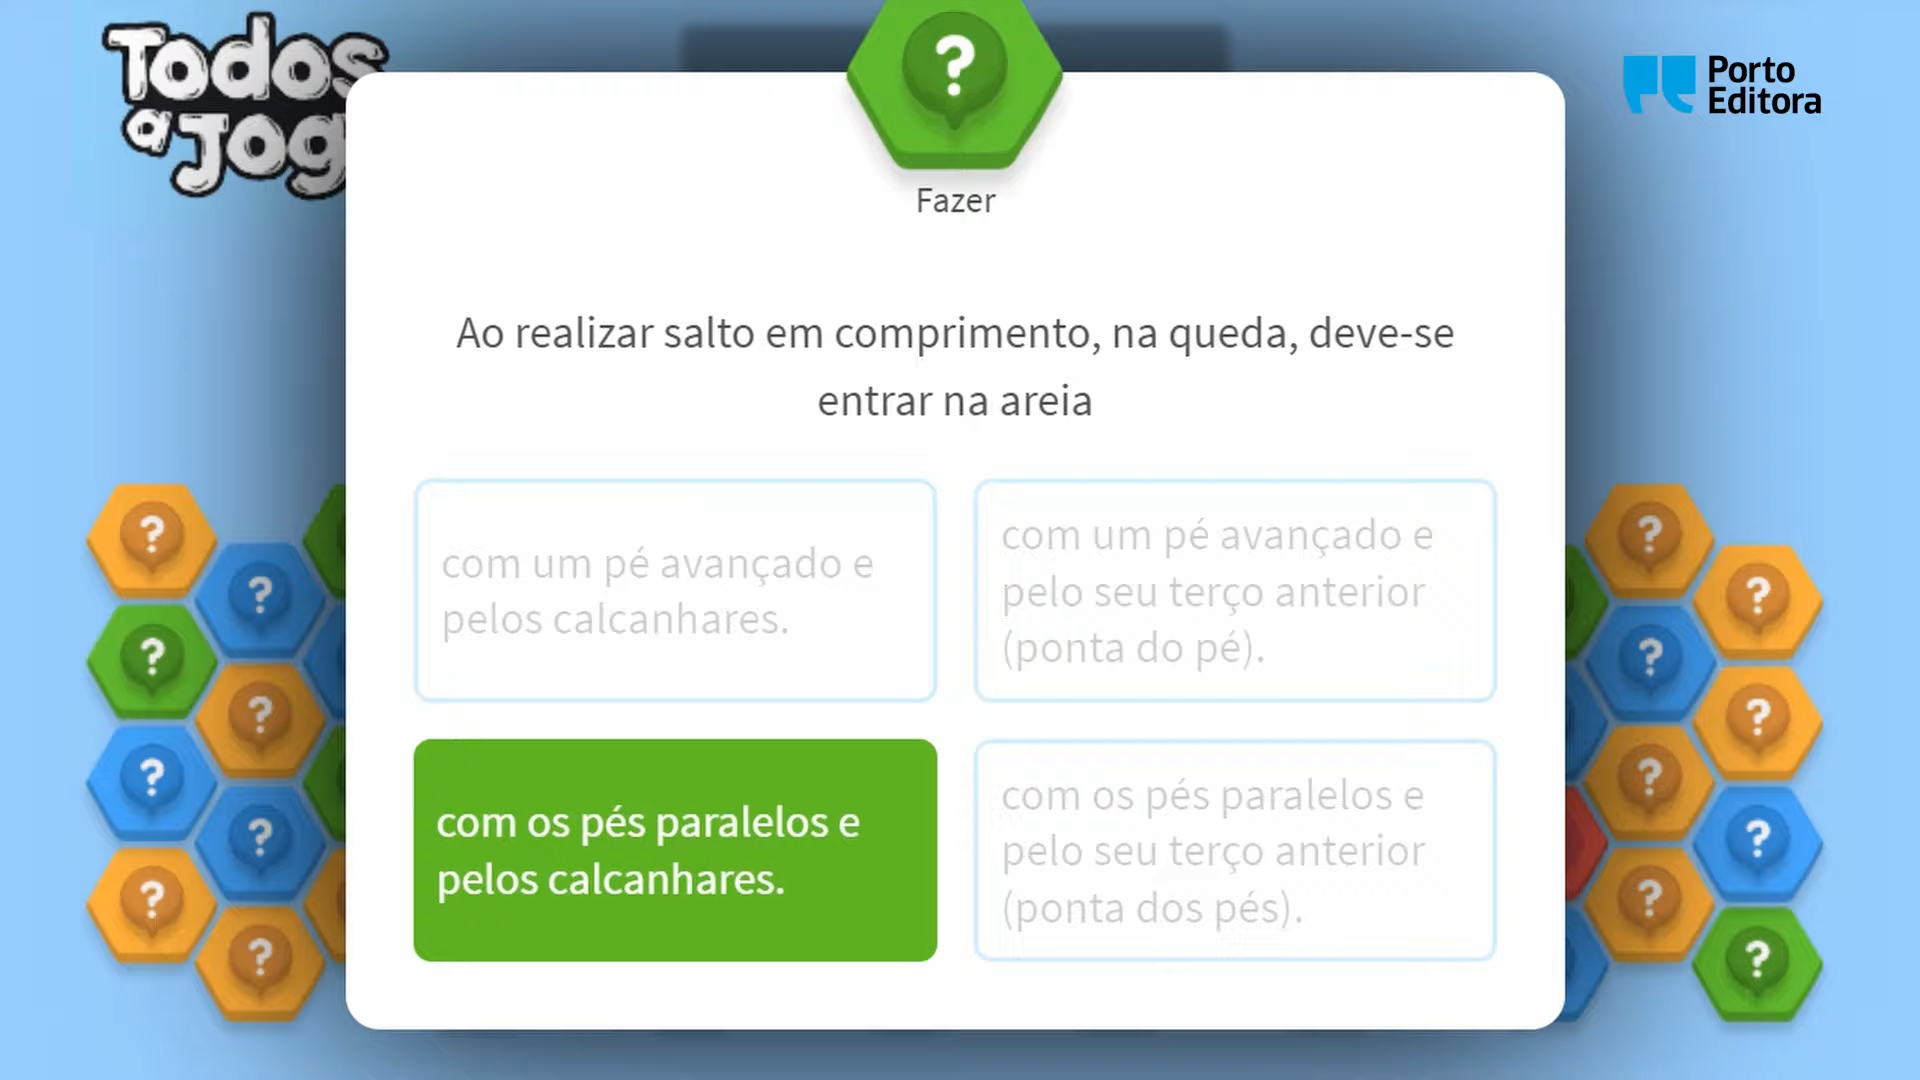 Todos
a Jog
Porto
Editora
?
Fazer
Ao realizar salto em comprimento, na queda, deve-se
entrar na areia
com um pé avançado e
pelos calcanhares.
com um pé avançado e
pelo seu terço anterior
(ponta do pé).
com os pés paralelos e
pelos calcanhares.
com os pés paralelos e
pelo seu terço anterior
(ponta dos pés).